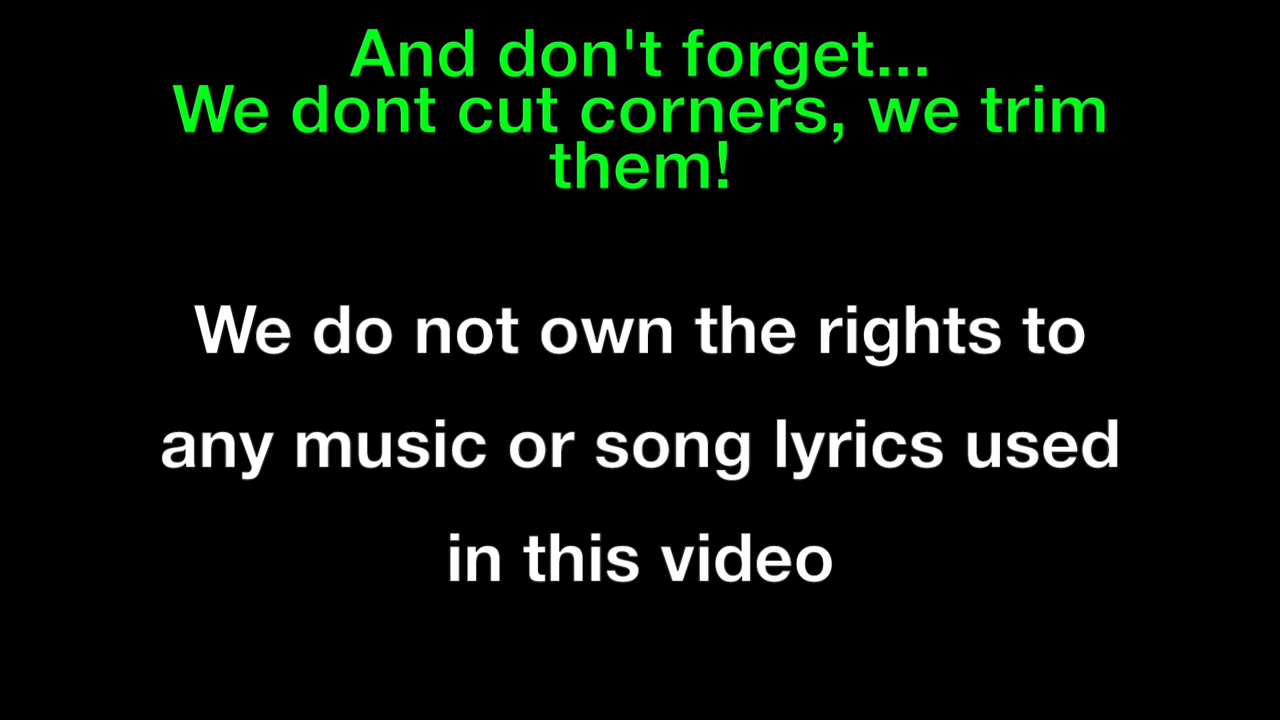 And don't forget...
We dont cut corners, we trim
them!
We do not own the rights to
any music or song lyrics used
in this video